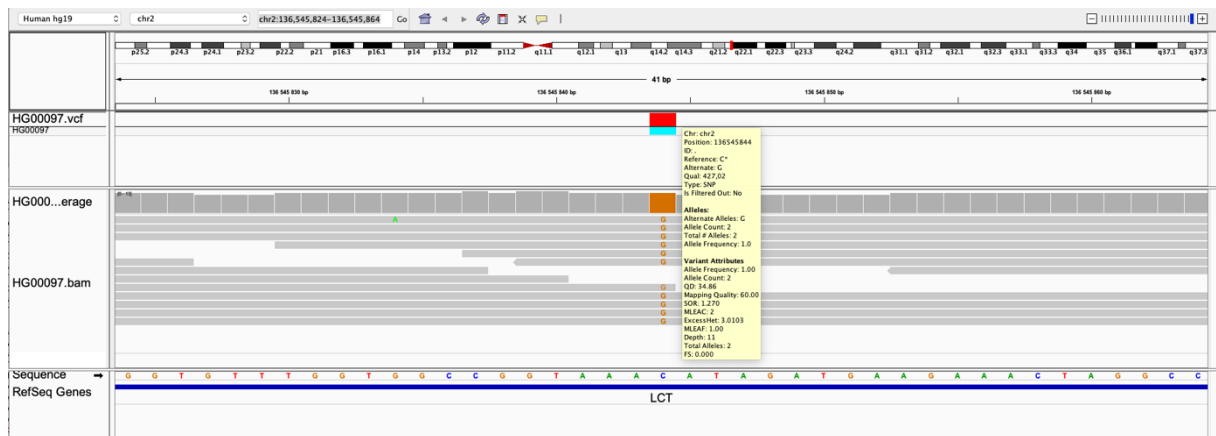 Human hg19 chr2 chr2:136,545,824-136,545,864 Go
p25.2 p24.3 p24.1 p23.2 p22.2 p21 p16.3 p16.1 p14 p13.2 p12 p11.2 q11.1 q12.1 q13 q14.2 q14.3 q21.2 q22.1 q22.3 q23.3 q24.2 q31.1 q31.2 q32.1 q32.3 q33.1 q33.3 q34 q35 q36.1 q37.1 q37.3
41 bp
136 545 830 bp 136 545 840 bp 136 545 850 bp 136 545 860 bp
HG00097.vcf
HG00097
Chr: chr2
Position: 136545844
ID: .
Reference: C*
Alternate: G
Qual: 427,02
Type: SNP
Is Filtered Out: No
Alleles:
Alternate Alleles: G
Allele Count: 2
Total # Alleles: 2
Allele Frequency: 1.0
Variant Attributes
Allele Frequency: 1.00
Allele Count: 2
QD: 34.86
Mapping Quality: 60.00
SOR: 1.270
MLEAC: 2
ExcessHet: 3.0103
MLEAF: 1.00
Depth: 11
Total Alleles: 2
FS: 0.000
HG000...erage
A
G
G
G
G
G
G
HG00097.bam
G
G
G
G
G
Sequence
G G T G T T T G G T G G C C G G T A A A C A T A G A T G A A G A A A C T A G G C C
RefSeq Genes
LCT